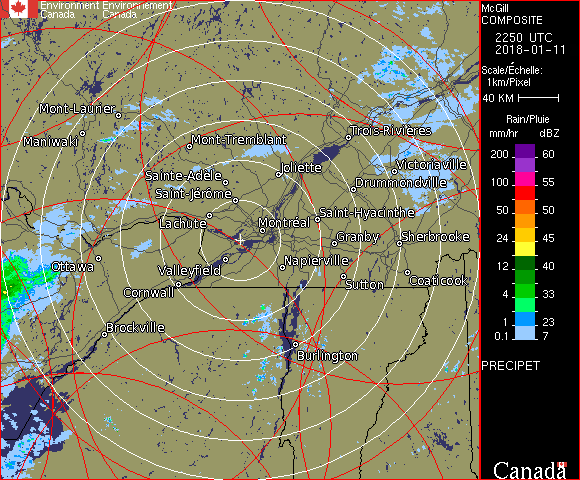 Environment Environnement
Canada Canada
McGill
COMPOSITE
2250 UTC
2018-01-11
Scale/Échelle:
1km/Pixel
40 KM
Rain/Pluie
mm/hr dBZ
200 60
100 55
50 50
24 45
12 40
4 33
1 23
0.1 7
PRECIPET
Canada
Mont-Laurier
Maniwaki
Mont-Tremblant
Trois-Rivières
Joliette
Victoriaville
Sainte-Adèle
Drummondville
Saint-Jérôme
Lachute
Saint-Hyacinthe
Montréal
Granby
Sherbrooke
Ottawa
Valleyfield
Napierville
Cornwall
Sutton
Coaticook
Brockville
Burlington